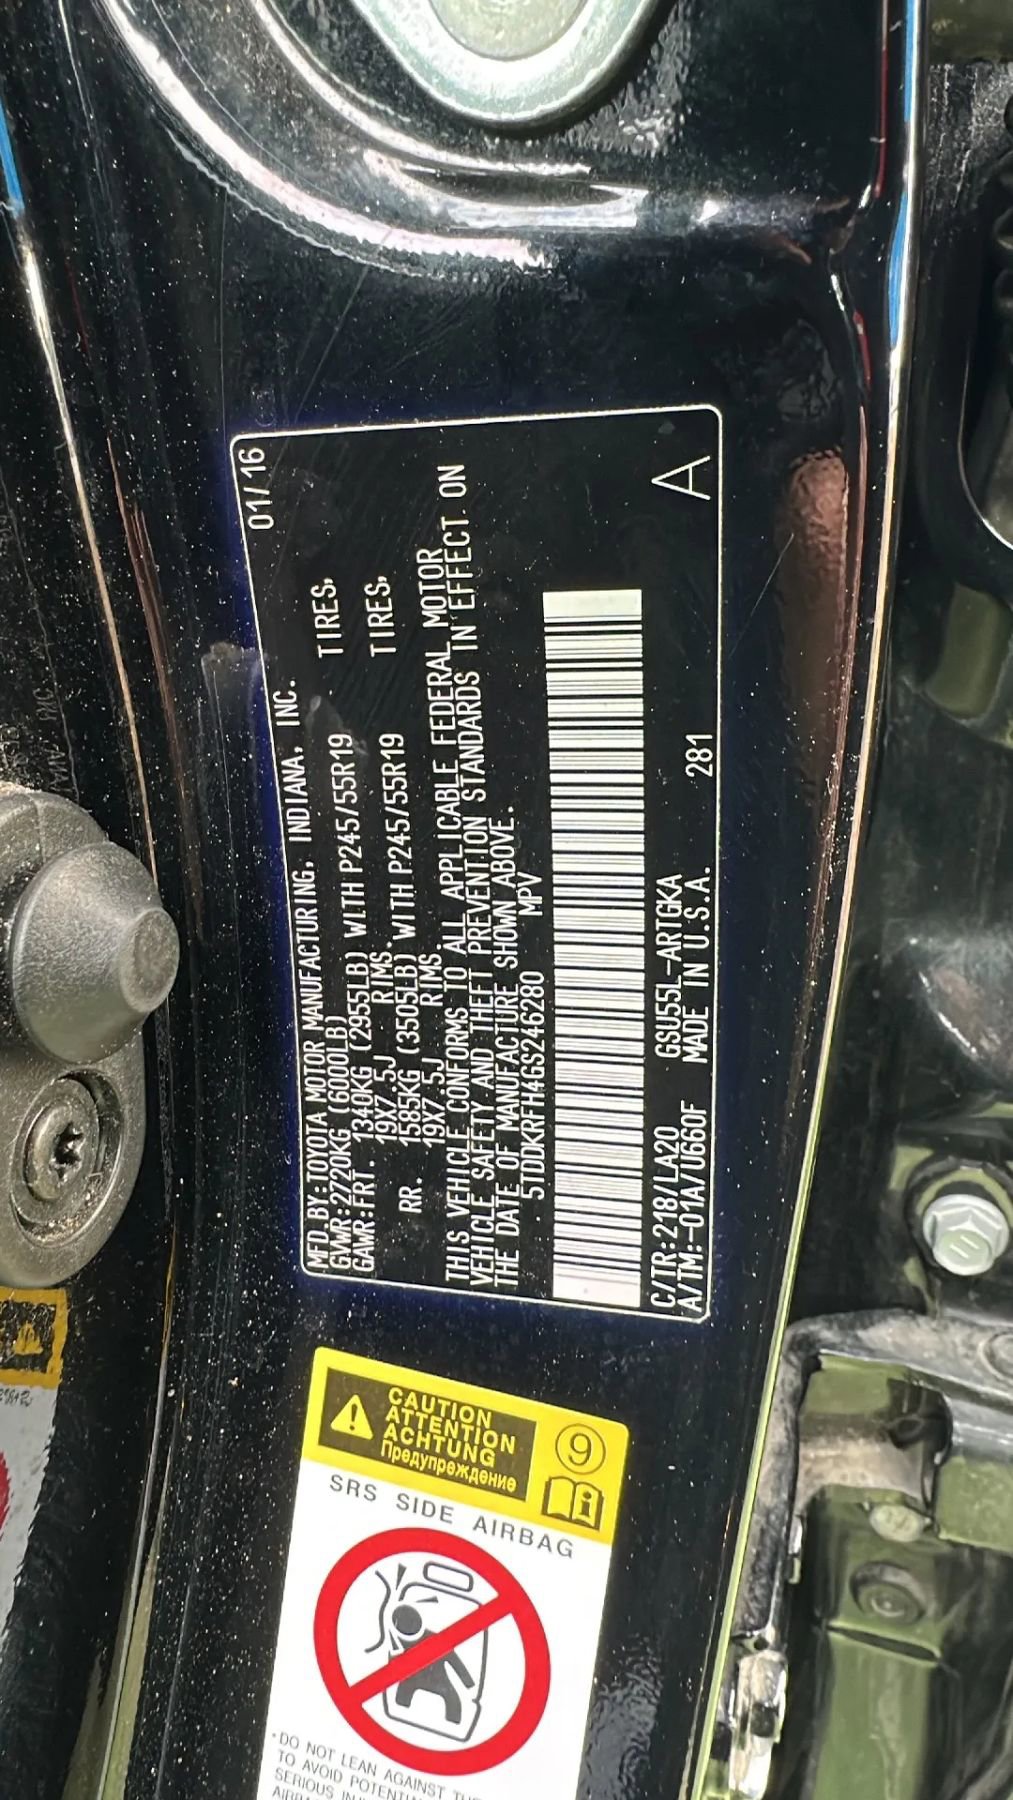 01/16
MFD.BY:TOYOTA MOTOR MANUFACTURING, INDIANA, INC.
GVWR:2720KG (6000LB)
GAWR:FRT. 1340KG (2955LB) WITH P245/55R19 TIRES,
19X7.5J RIMS,
RR. 1585KG (3505LB) WITH P245/55R19 TIRES,
19X7.5J RIMS
THIS VEHICLE CONFORMS TO ALL APPLICABLE FEDERAL MOTOR
VEHICLE SAFETY AND THEFT PREVENTION STANDARDS IN EFFECT ON
THE DATE OF MANUFACTURE SHOWN ABOVE.
5TDDKRFH4GS246280 MPV
C/TR:218/LA20 GSU55L-ARTGKA 281
A/TM:-01A/U660F MADE IN U.S.A. A
CAUTION
ATTENTION
ACHTUNG
Предупреждение
9
SRS SIDE AIRBAG
·DO NOT LEAN AGAINST THE
TO AVOID
SERIOUS